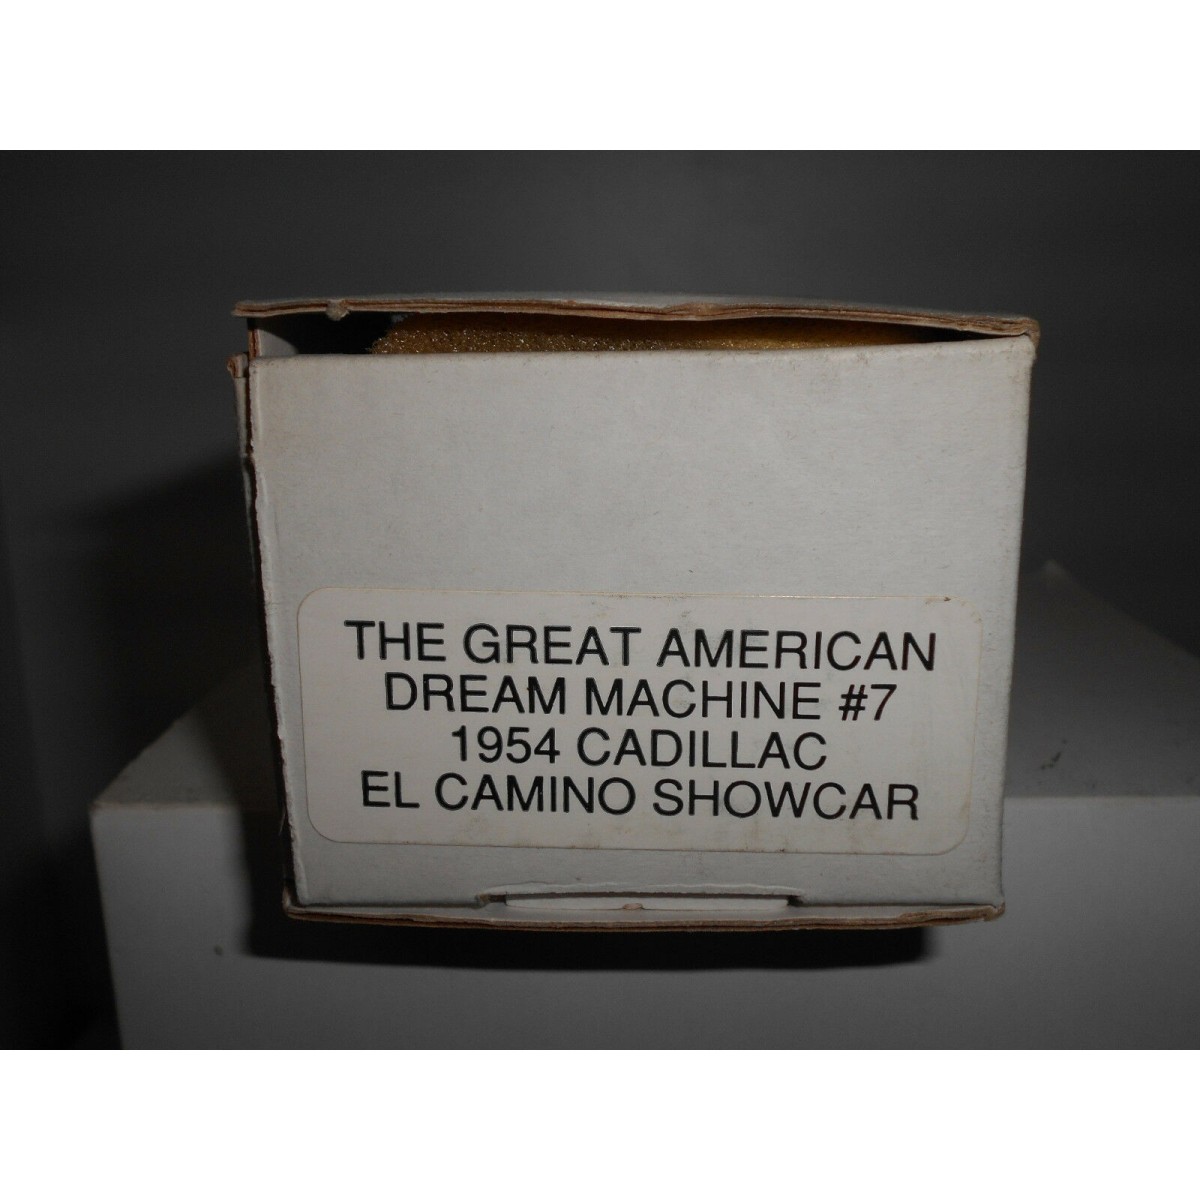 THE GREAT AMERICAN
DREAM MACHINE #7
1954 CADILLAC
EL CAMINO SHOWCAR